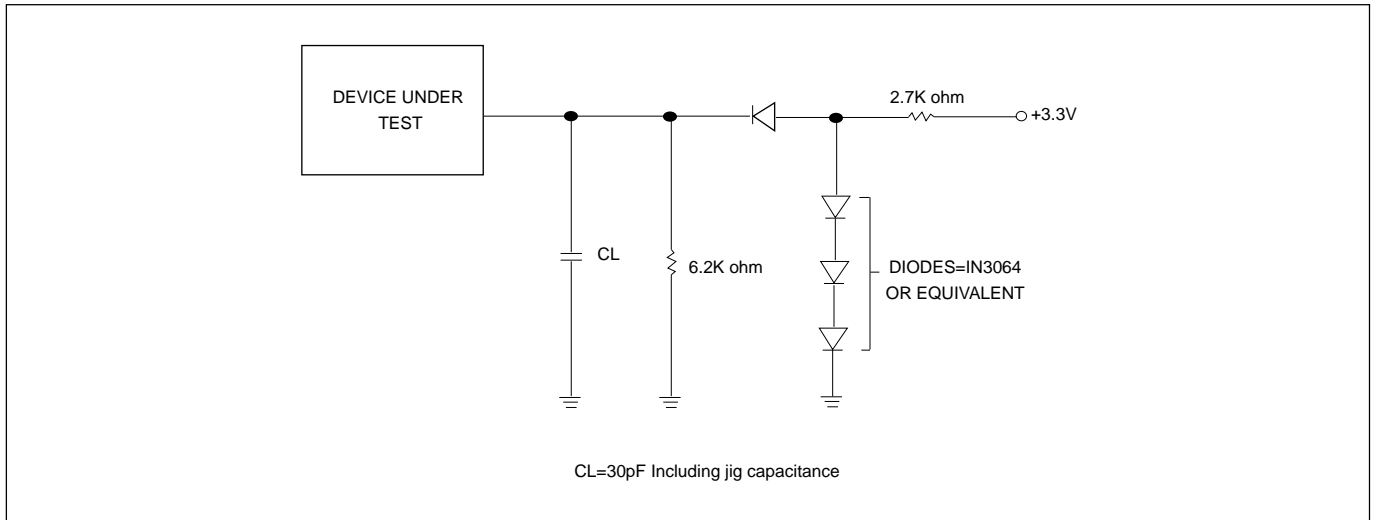 DEVICE UNDER
TEST
2.7K ohm
+3.3V
CL
6.2K ohm
DIODES=IN3064
OR EQUIVALENT
CL=30pF Including jig capacitance